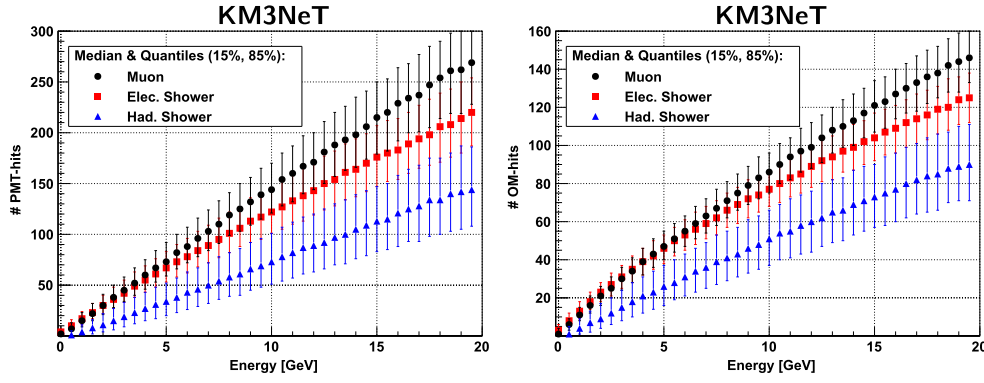 KM3NeT
300
250
200
150
100
50
# PMT-hits
Median & Quantiles (15%, 85%):
Muon
Elec. Shower
Had. Shower
0 5 10 15 20
Energy [GeV]
KM3NeT
160
140
120
100
80
60
40
20
# OM-hits
Median & Quantiles (15%, 85%):
Muon
Elec. Shower
Had. Shower
0 5 10 15 20
Energy [GeV]